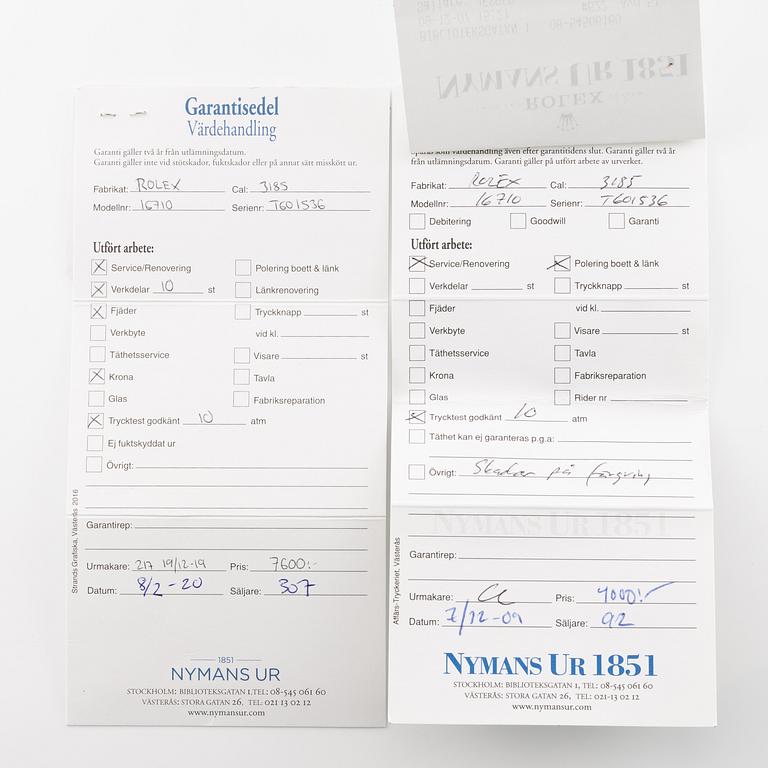 Garantisedel
Värdehandling
Garanti gäller två år från utlämningsdatum.
Garanti gäller inte vid stötskador, fuktskador eller på annat sätt misskött ur.
Fabrikat: ROLEX Cal: 3185
Modellnr: 16710 Serienr: T601536
Utfört arbete:
Service/Renovering Polering boett & länk
Verkdelar 10 st Länkrenovering
Fjäder Tryckknapp st
Verkbyte vid kl.
Täthetsservice Visare st
Krona Tavla
Glas Fabriksreparation
Trycktest godkänt 10 atm
Ej fuktskyddat ur
Övrigt:
Garantirep:
Urmakare: 217 19/12-19 Pris: 7600:-
Datum: 8/2-20 Säljare: 307
Strands Grafiska, Västerås 2016
1851
NYMANS UR
STOCKHOLM: BIBLIOTEKSGATAN 1, TEL: 08-545 061 60
VÄSTERÅS: STORA GATAN 26, TEL: 021 13 02 12
www.nymansur.com
BIBLIOTEKSGATAN 1 08-54506160
NYMANS UR 1851
ROLEX
som värdehandling även efter garantitidens slut. Garanti gäller två år
från utlämningsdatum. Garanti gäller på utfört arbete av urverket.
Fabrikat: ROLEX Cal: 3185
Modellnr: 16710 Serienr: T601536
Debitering Goodwill Garanti
Utfört arbete:
Service/Renovering Polering boett & länk
Verkdelar st Tryckknapp st
Fjäder vid kl.
Verkbyte Visare st
Täthetsservice Tavla
Krona Fabriksreparation
Glas Rider nr
Trycktest godkänt 10 atm
Täthet kan ej garanteras p.g.a:
Övrigt: Skador på
NYMANS UR 1851
Garantirep:
Urmakare: Pris: 4000:-
Datum: 7/12-09 Säljare: 92
Affärs-Tryckeriet, Västerås
NYMANS UR 1851
STOCKHOLM: BIBLIOTEKSGATAN 1, TEL: 08-545 061 60
VÄSTERÅS: STORA GATAN 26, TEL: 021-13 02 12
www.nymansur.com